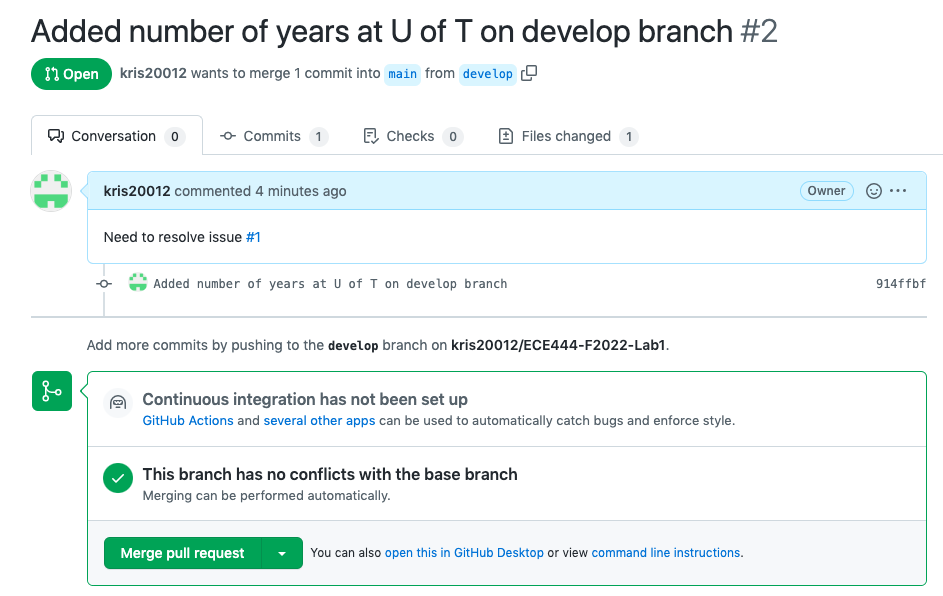 Added number of years at U of T on develop branch #2
Open kris20012 wants to merge 1 commit into main from develop
Conversation 0 Commits 1 Checks 0 Files changed 1
kris20012 commented 4 minutes ago Owner
Need to resolve issue #1
Added number of years at U of T on develop branch 914ffbf
Add more commits by pushing to the develop branch on kris20012/ECE444-F2022-Lab1.
Continuous integration has not been set up
GitHub Actions and several other apps can be used to automatically catch bugs and enforce style.
This branch has no conflicts with the base branch
Merging can be performed automatically.
Merge pull request You can also open this in GitHub Desktop or view command line instructions.